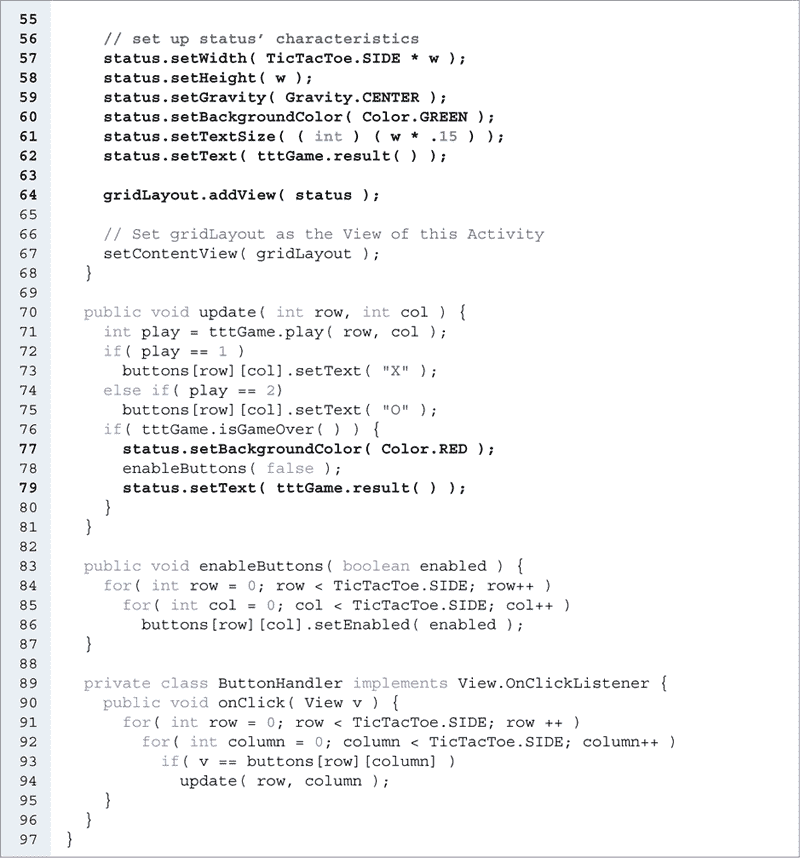 55
56 // set up status’ characteristics
57 status.setWidth( TicTacToe.SIDE * w );
58 status.setHeight( w );
59 status.setGravity( Gravity.CENTER );
60 status.setBackgroundColor( Color.GREEN );
61 status.setTextSize( ( int ) ( w * .15 ) );
62 status.setText( tttGame.result( ) );
63
64 gridLayout.addView( status );
65
66 // Set gridLayout as the View of this Activity
67 setContentView( gridLayout );
68 }
69
70 public void update( int row, int col ) {
71 int play = tttGame.play( row, col );
72 if( play == 1 )
73 buttons[row][col].setText( "X" );
74 else if( play == 2)
75 buttons[row][col].setText( "O" );
76 if( tttGame.isGameOver( ) ) {
77 status.setBackgroundColor( Color.RED );
78 enableButtons( false );
79 status.setText( tttGame.result( ) );
80 }
81 }
82
83 public void enableButtons( boolean enabled ) {
84 for( int row = 0; row < TicTacToe.SIDE; row++ )
85 for( int col = 0; col < TicTacToe.SIDE; col++ )
86 buttons[row][col].setEnabled( enabled );
87 }
88
89 private class ButtonHandler implements View.OnClickListener {
90 public void onClick( View v ) {
91 for( int row = 0; row < TicTacToe.SIDE; row ++ )
92 for( int column = 0; column < TicTacToe.SIDE; column++ )
93 if( v == buttons[row][column] )
94 update( row, column );
95 }
96 }
97 }